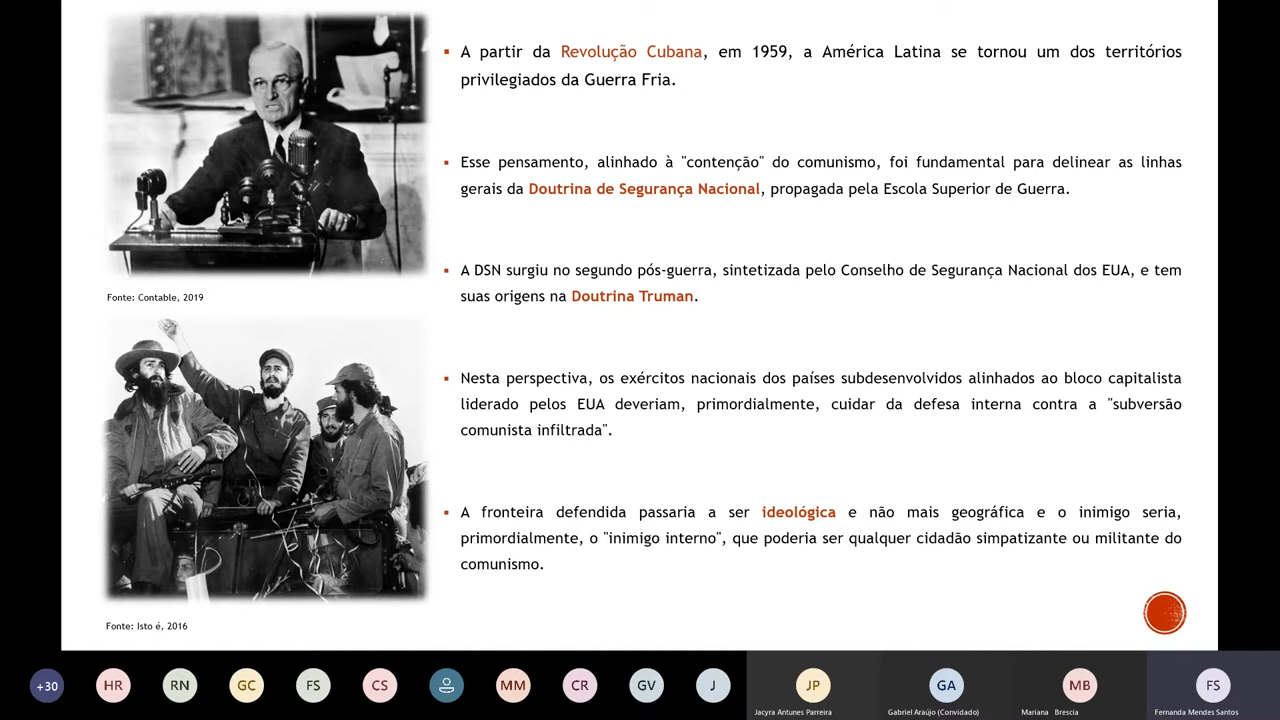 ▪ A partir da Revolução Cubana, em 1959, a América Latina se tornou um dos territórios
privilegiados da Guerra Fria.
▪ Esse pensamento, alinhado à "contenção" do comunismo, foi fundamental para delinear as linhas
gerais da Doutrina de Segurança Nacional, propagada pela Escola Superior de Guerra.
▪ A DSN surgiu no segundo pós-guerra, sintetizada pelo Conselho de Segurança Nacional dos EUA, e tem
suas origens na Doutrina Truman.
Fonte: Contable, 2019
▪ Nesta perspectiva, os exércitos nacionais dos países subdesenvolvidos alinhados ao bloco capitalista
liderado pelos EUA deveriam, primordialmente, cuidar da defesa interna contra a "subversão
comunista infiltrada".
▪ A fronteira defendida passaria a ser ideológica e não mais geográfica e o inimigo seria,
primordialmente, o "inimigo interno", que poderia ser qualquer cidadão simpatizante ou militante do
comunismo.
Fonte: Isto é, 2016
+30 HR RN GC FS CS MM CR GV J JP GA MB FS
Jacyra Antunes Parreira Gabriel Araújo (Convidado) Mariana Brescia Fernanda Mendes Santos